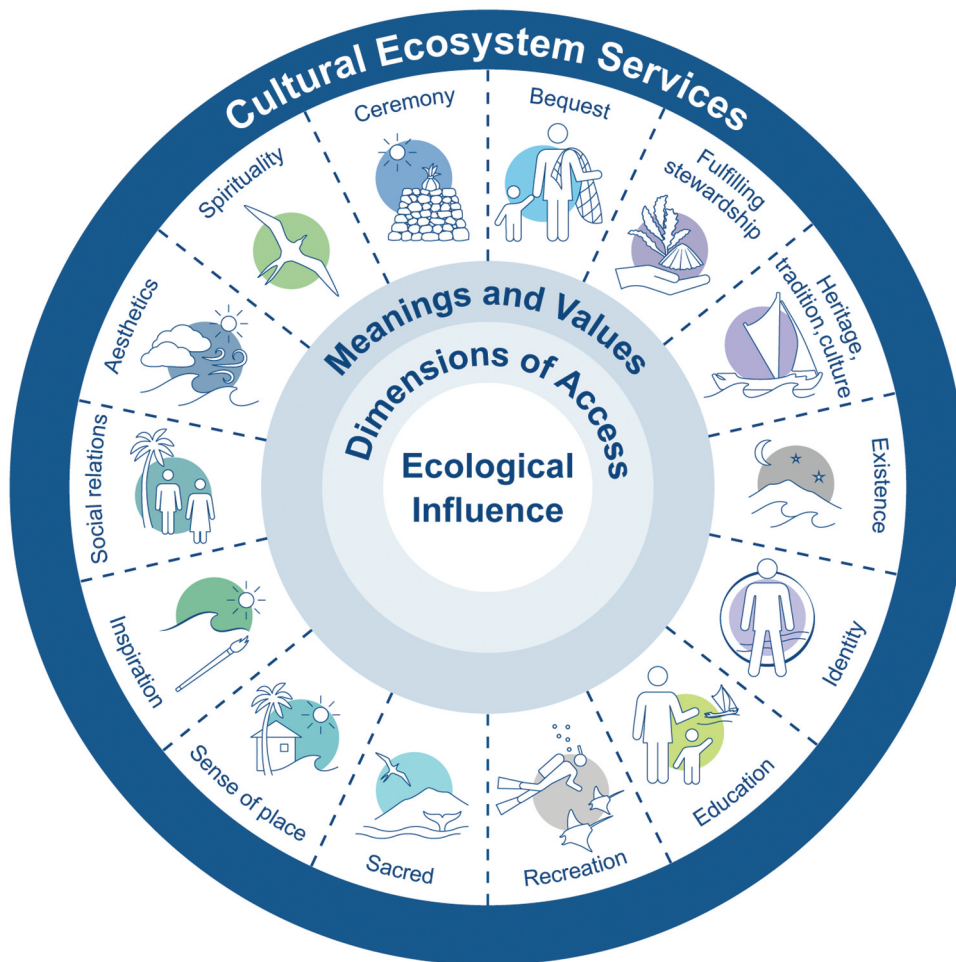 Cultural Ecosystem Services
Ceremony
Bequest
Fulfilling
stewardship
Heritage,
tradition,culture
Existence
Identity
Education
Recreation
Sacred
Sense of place
Inspiration
Social relations
Aesthetics
Spirituality
Meanings and Values
Dimensions of Access
Ecological
Influence